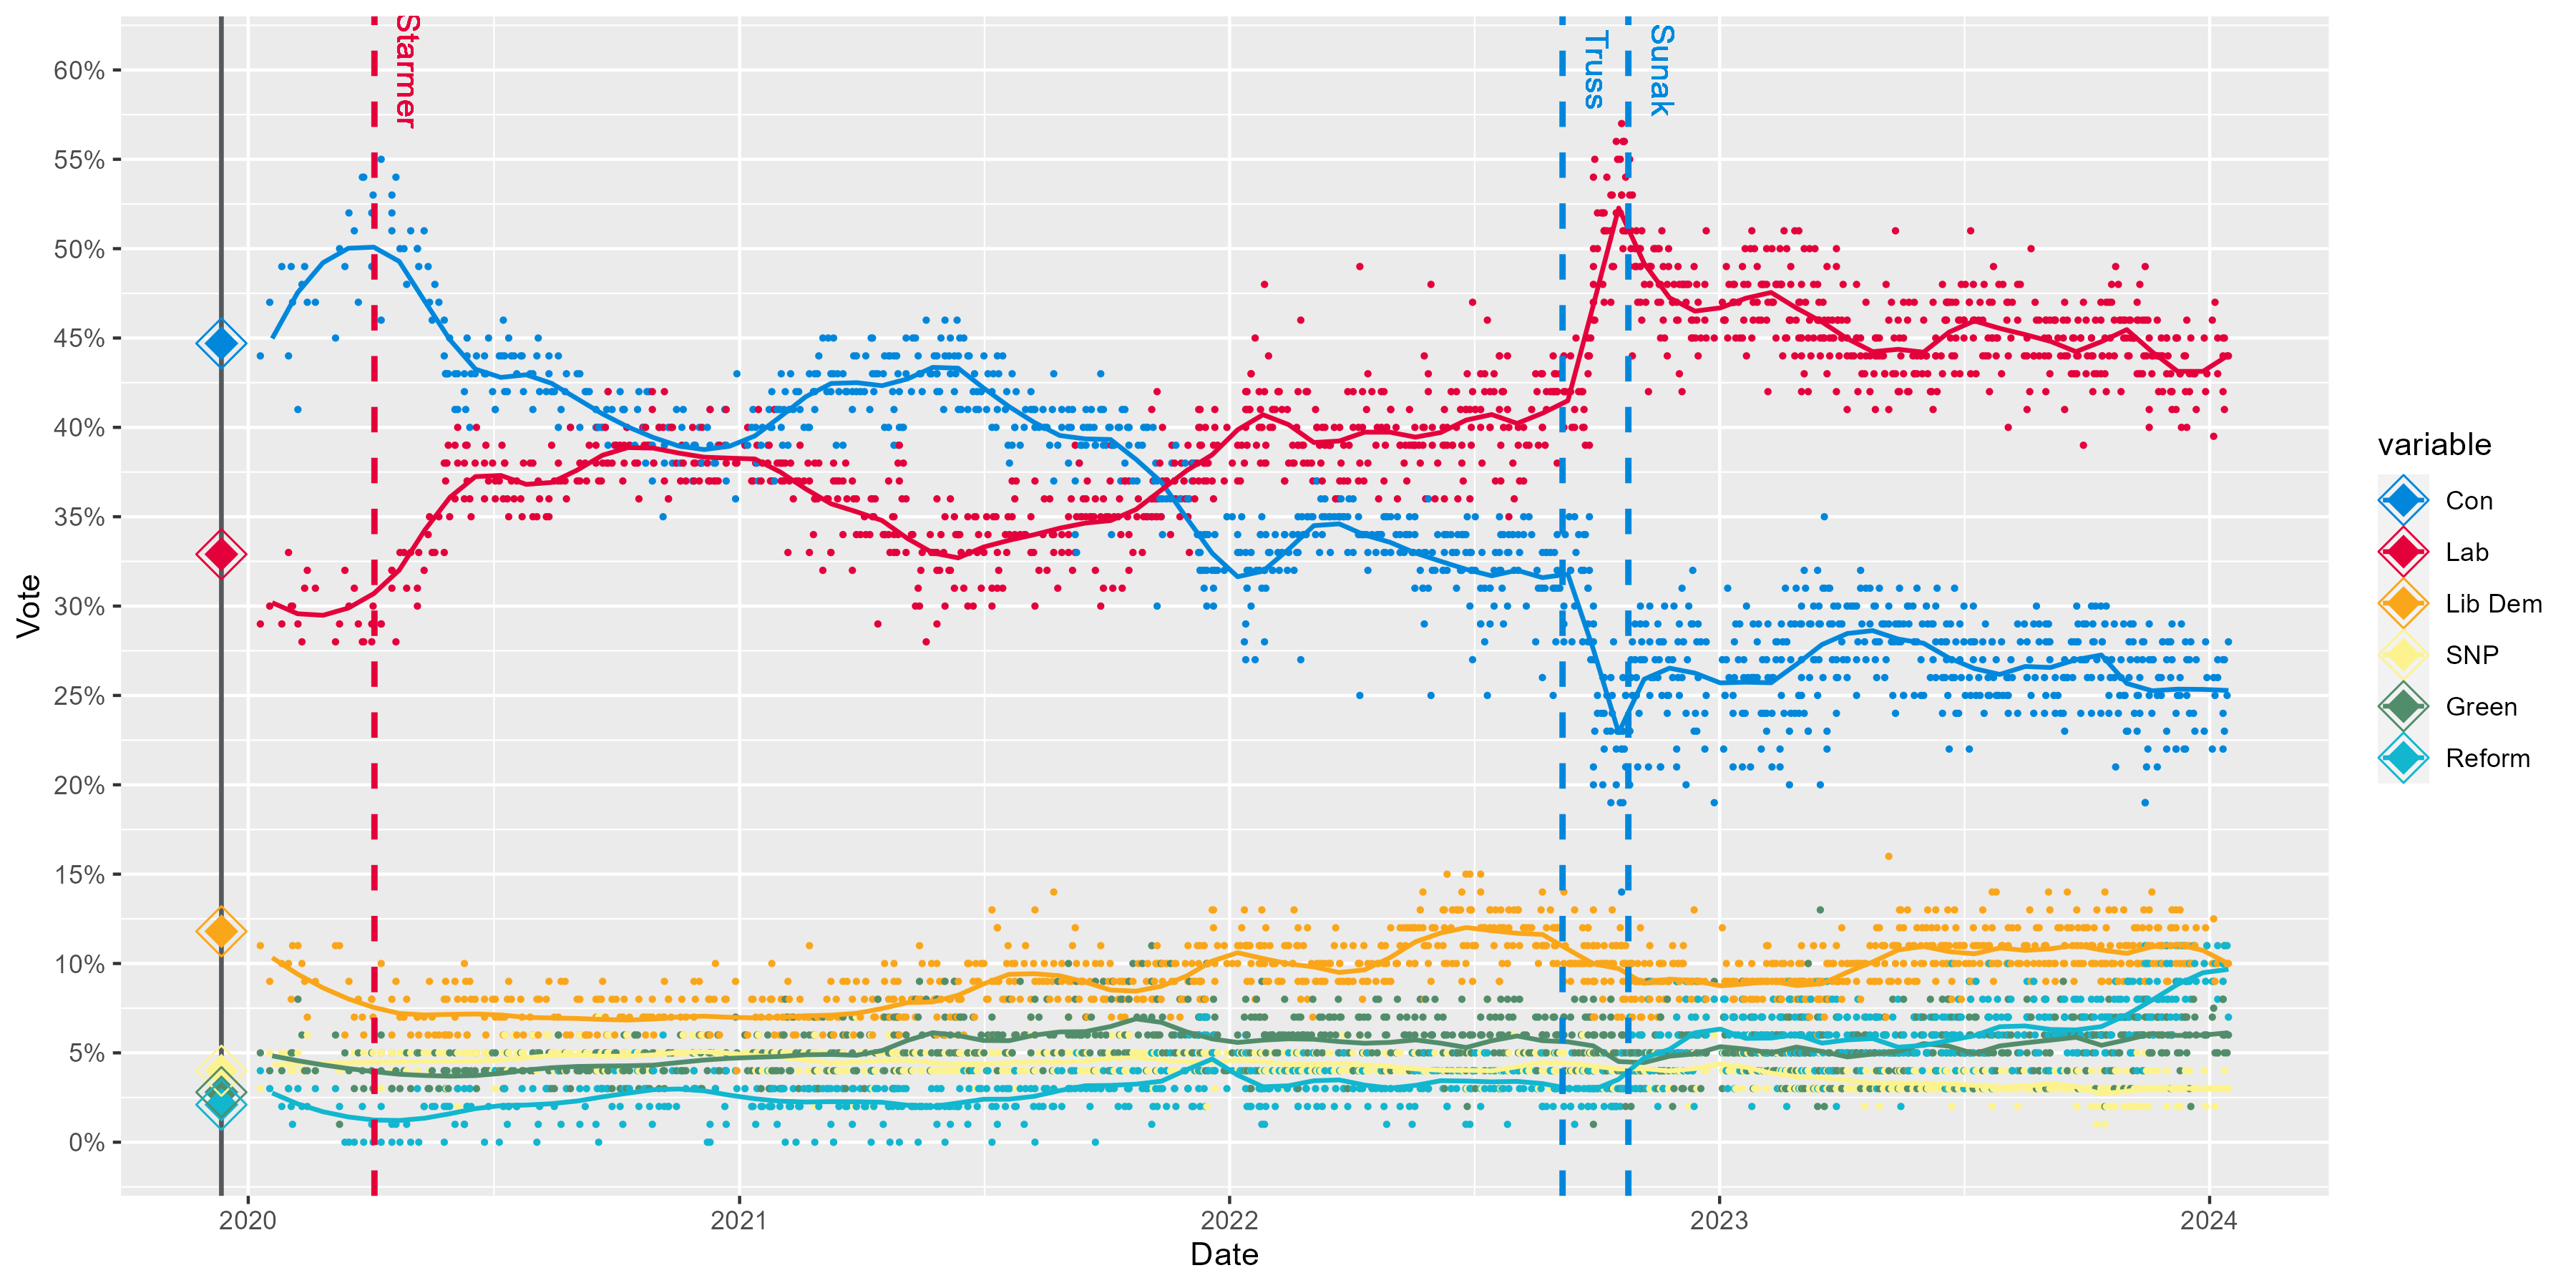 Starmer
Truss
Sunak
60%
55%
50%
45%
40%
35%
30%
25%
20%
15%
10%
5%
0%
Vote
2020
2021
2022
2023
2024
Date
variable
Con
Lab
Lib Dem
SNP
Green
Reform